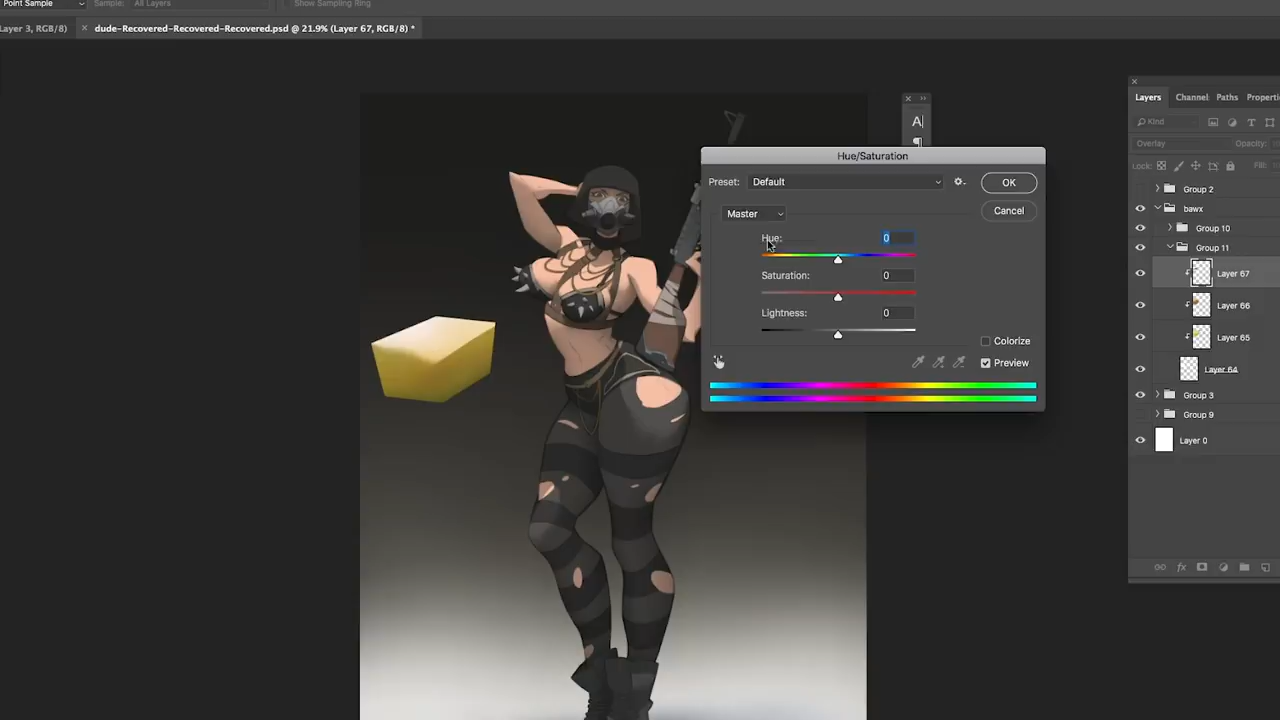 Point Sample Sample: All Layers Show Sampling Ring
Layer 3, RGB/8) × dude-Recovered-Recovered-Recovered.psd @ 21.9% (Layer 67, RGB/8) *
Hue/Saturation
Preset: Default OK
Cancel
Master
Hue: 0
Saturation: 0
Lightness: 0
Colorize
Preview
A
Layers Channel Paths Properti
Kind
Overlay Opacity:
Lock: Fill:
Group 2
bawx
Group 10
Group 11
Layer 67
Layer 66
Layer 65
Layer 64
Group 3
Group 9
Layer 0
fx